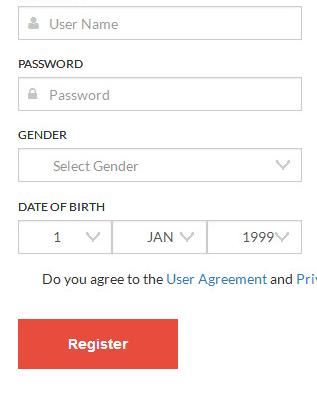 User Name
PASSWORD
Password
GENDER
Select Gender
DATE OF BIRTH
1 JAN 1999
Do you agree to the User Agreement and Pri
Register